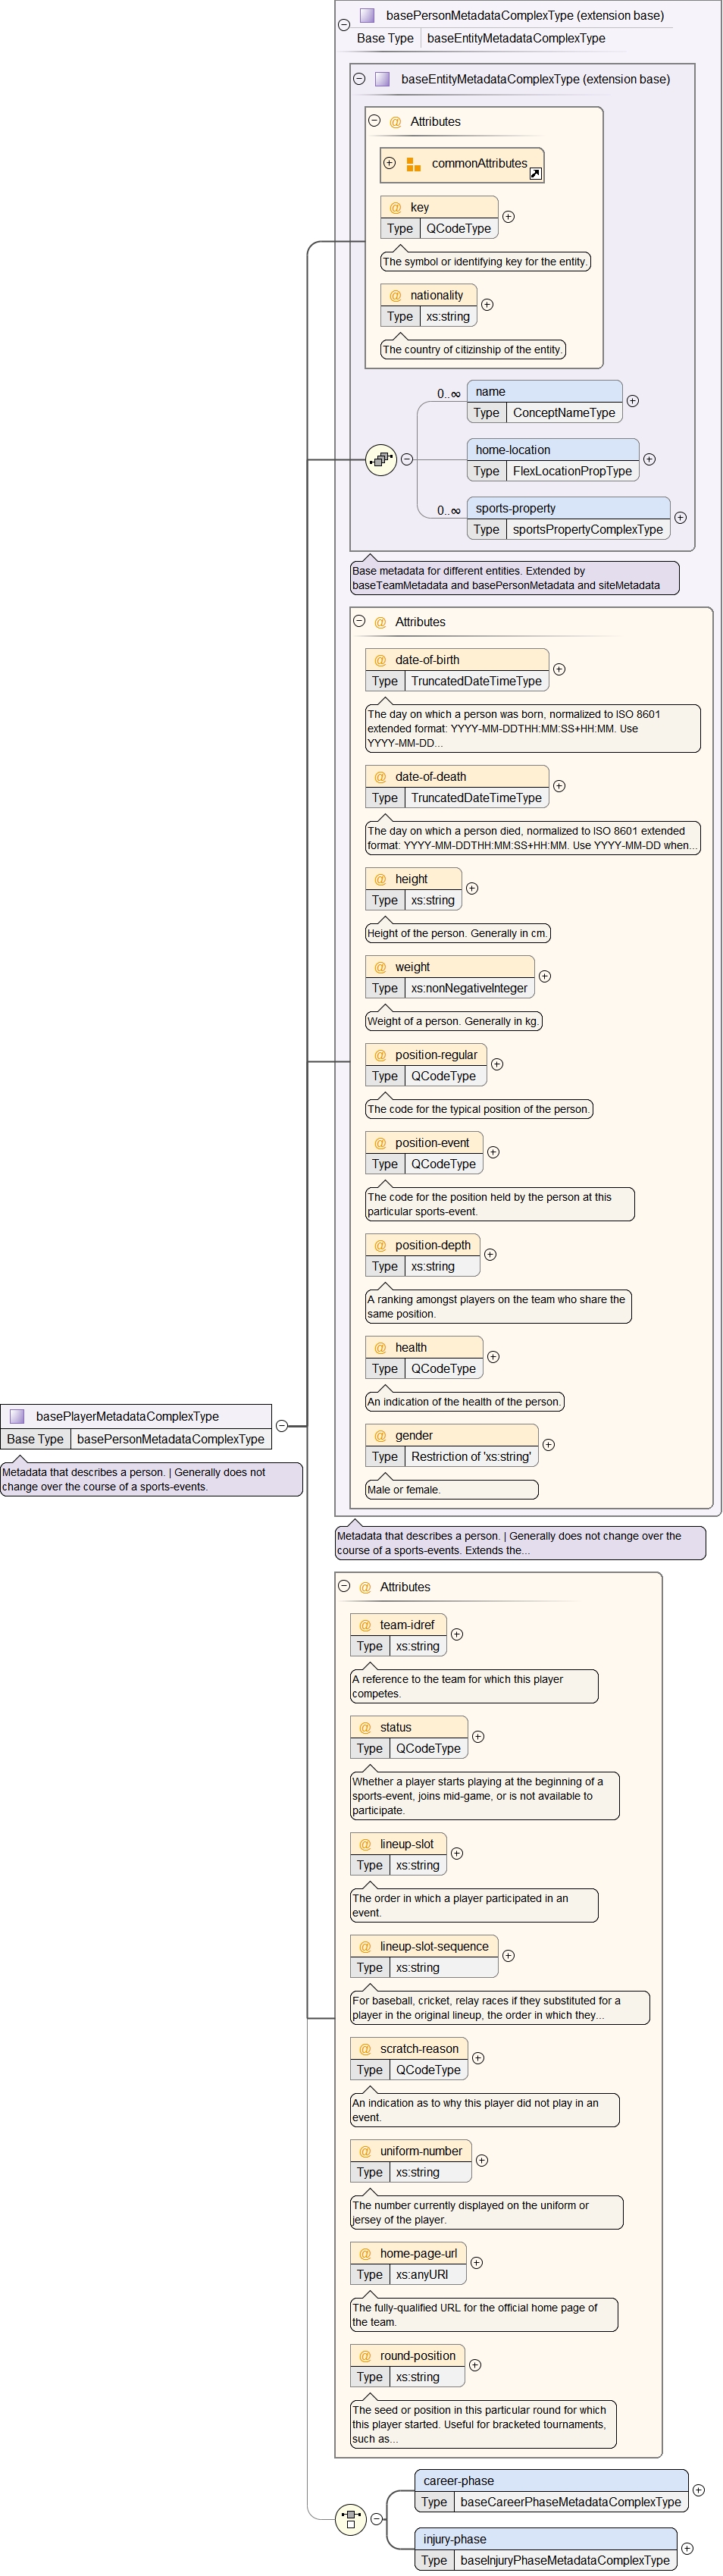 basePersonMetadataComplexType (extension base)
Base Type baseEntityMetadataComplexType
baseEntityMetadataComplexType (extension base)
@ Attributes
commonAttributes
@ key
Type QCodeType
The symbol or identifying key for the entity.
@ nationality
Type xs:string
The country of citizinship of the entity.
0..∞ name
Type ConceptNameType
home-location
Type FlexLocationPropType
0..∞ sports-property
Type sportsPropertyComplexType
Base metadata for different entities. Extended by
baseTeamMetadata and basePersonMetadata and siteMetadata
@ Attributes
@ date-of-birth
Type TruncatedDateTimeType
The day on which a person was born, normalized to ISO 8601
extended format: YYYY-MM-DDTHH:MM:SS+HH:MM. Use
YYYY-MM-DD...
@ date-of-death
Type TruncatedDateTimeType
The day on which a person died, normalized to ISO 8601 extended
format: YYYY-MM-DDTHH:MM:SS+HH:MM. Use YYYY-MM-DD when...
@ height
Type xs:string
Height of the person. Generally in cm.
@ weight
Type xs:nonNegativeInteger
Weight of a person. Generally in kg.
@ position-regular
Type QCodeType
The code for the typical position of the person.
@ position-event
Type QCodeType
The code for the position held by the person at this
particular sports-event.
@ position-depth
Type xs:string
A ranking amongst players on the team who share the
same position.
@ health
Type QCodeType
An indication of the health of the person.
@ gender
Type Restriction of 'xs:string'
Male or female.
basePlayerMetadataComplexType
Base Type basePersonMetadataComplexType
Metadata that describes a person. | Generally does not
change over the course of a sports-events.
Metadata that describes a person. | Generally does not change over the
course of a sports-events. Extends the...
@ Attributes
@ team-idref
Type xs:string
A reference to the team for which this player
competes.
@ status
Type QCodeType
Whether a player starts playing at the beginning of a
sports-event, joins mid-game, or is not available to
participate.
@ lineup-slot
Type xs:string
The order in which a player participated in an
event.
@ lineup-slot-sequence
Type xs:string
For baseball, cricket, relay races if they substituted for a
player in the original lineup, the order in which they...
@ scratch-reason
Type QCodeType
An indication as to why this player did not play in an
event.
@ uniform-number
Type xs:string
The number currently displayed on the uniform or
jersey of the player.
@ home-page-url
Type xs:anyURI
The fully-qualified URL for the official home page of
the team.
@ round-position
Type xs:string
The seed or position in this particular round for which
this player started. Useful for bracketed tournaments,
such as...
career-phase
Type baseCareerPhaseMetadataComplexType
injury-phase
Type baseInjuryPhaseMetadataComplexType